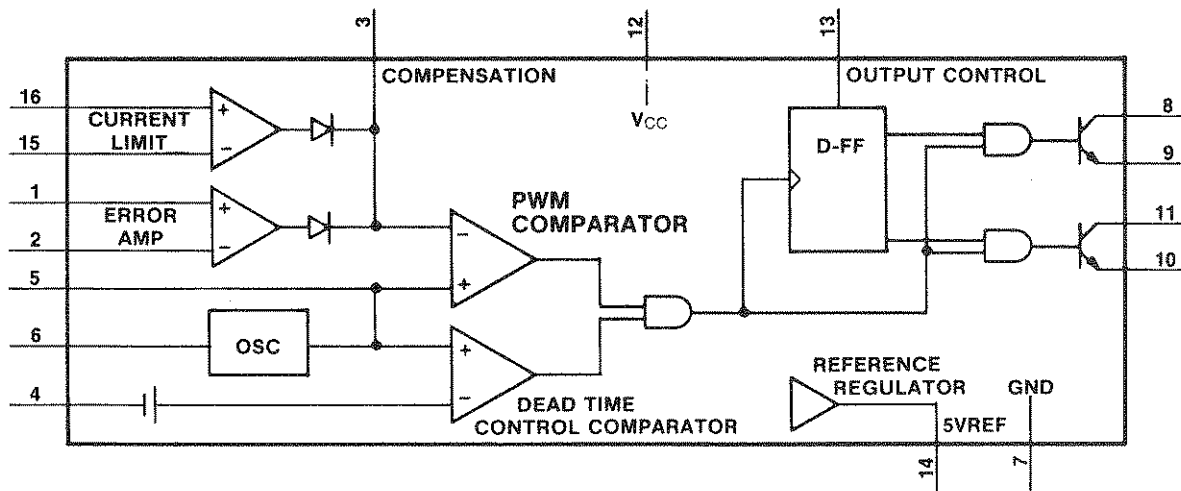 3
12
13
COMPENSATION
OUTPUT CONTROL
16
CURRENT
LIMIT
15
+
−
VCC
D-FF
8
9
1
ERROR
AMP
2
+
−
PWM
COMPARATOR
−
+
11
10
5
6
OSC
4
+
−
DEAD TIME
CONTROL COMPARATOR
REFERENCE
REGULATOR
GND
5VREF
14
7